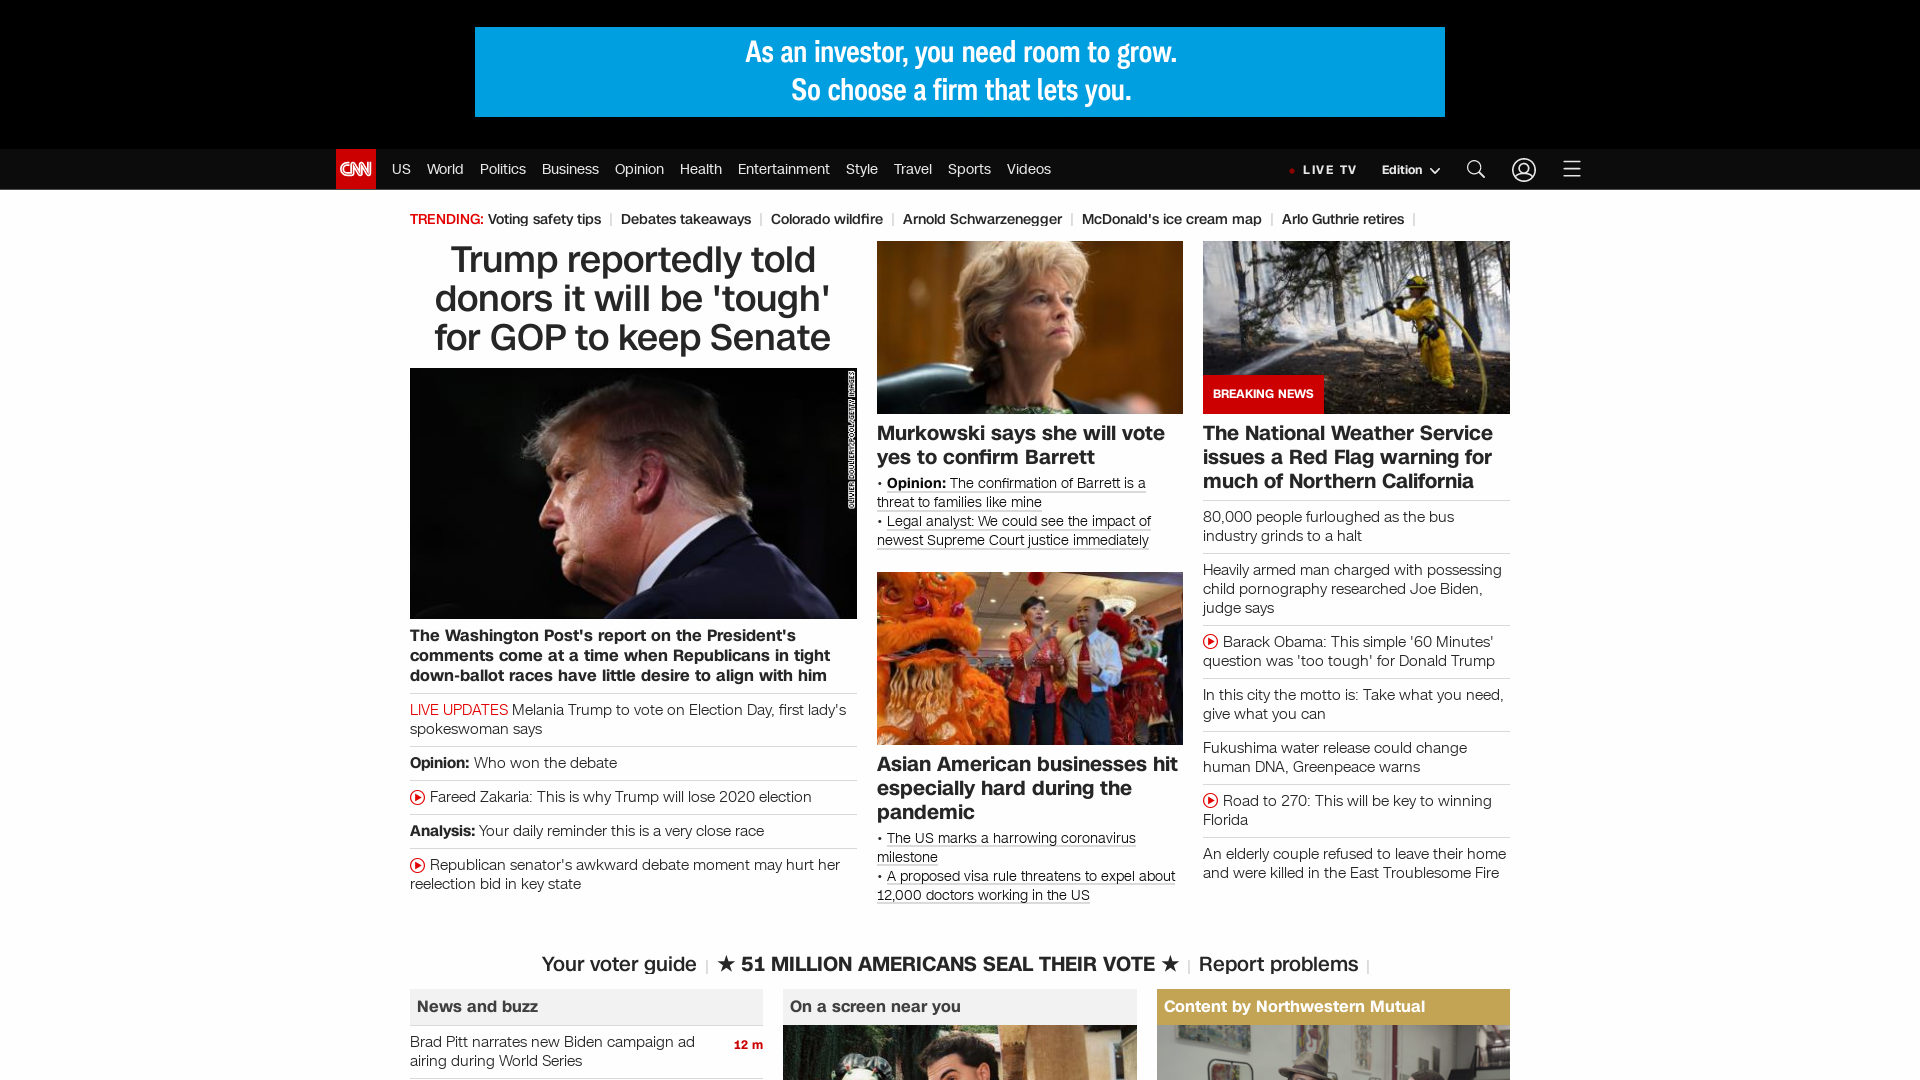 As an investor, you need room to grow.
So choose a firm that lets you.
CNN
US World Politics Business Opinion Health Entertainment Style Travel Sports Videos
LIVE TV
Edition
TRENDING: Voting safety tips | Debates takeaways | Colorado wildfire | Arnold Schwarzenegger | McDonald's ice cream map | Arlo Guthrie retires |
Trump reportedly told
donors it will be 'tough'
for GOP to keep Senate
OLIVIER DOULIERY/POOL/GETTY IMAGES
The Washington Post's report on the President's
comments come at a time when Republicans in tight
down-ballot races have little desire to align with him
LIVE UPDATES Melania Trump to vote on Election Day, first lady's
spokeswoman says
Opinion: Who won the debate
Fareed Zakaria: This is why Trump will lose 2020 election
Analysis: Your daily reminder this is a very close race
Republican senator's awkward debate moment may hurt her
reelection bid in key state
Murkowski says she will vote
yes to confirm Barrett
• Opinion: The confirmation of Barrett is a
threat to families like mine
• Legal analyst: We could see the impact of
newest Supreme Court justice immediately
Asian American businesses hit
especially hard during the
pandemic
• The US marks a harrowing coronavirus
milestone
• A proposed visa rule threatens to expel about
12,000 doctors working in the US
BREAKING NEWS
The National Weather Service
issues a Red Flag warning for
much of Northern California
80,000 people furloughed as the bus
industry grinds to a halt
Heavily armed man charged with possessing
child pornography researched Joe Biden,
judge says
Barack Obama: This simple '60 Minutes'
question was 'too tough' for Donald Trump
In this city the motto is: Take what you need,
give what you can
Fukushima water release could change
human DNA, Greenpeace warns
Road to 270: This will be key to winning
Florida
An elderly couple refused to leave their home
and were killed in the East Troublesome Fire
Your voter guide | ★ 51 MILLION AMERICANS SEAL THEIR VOTE ★ | Report problems |
News and buzz
Brad Pitt narrates new Biden campaign ad
airing during World Series
12 m
On a screen near you
Content by Northwestern Mutual